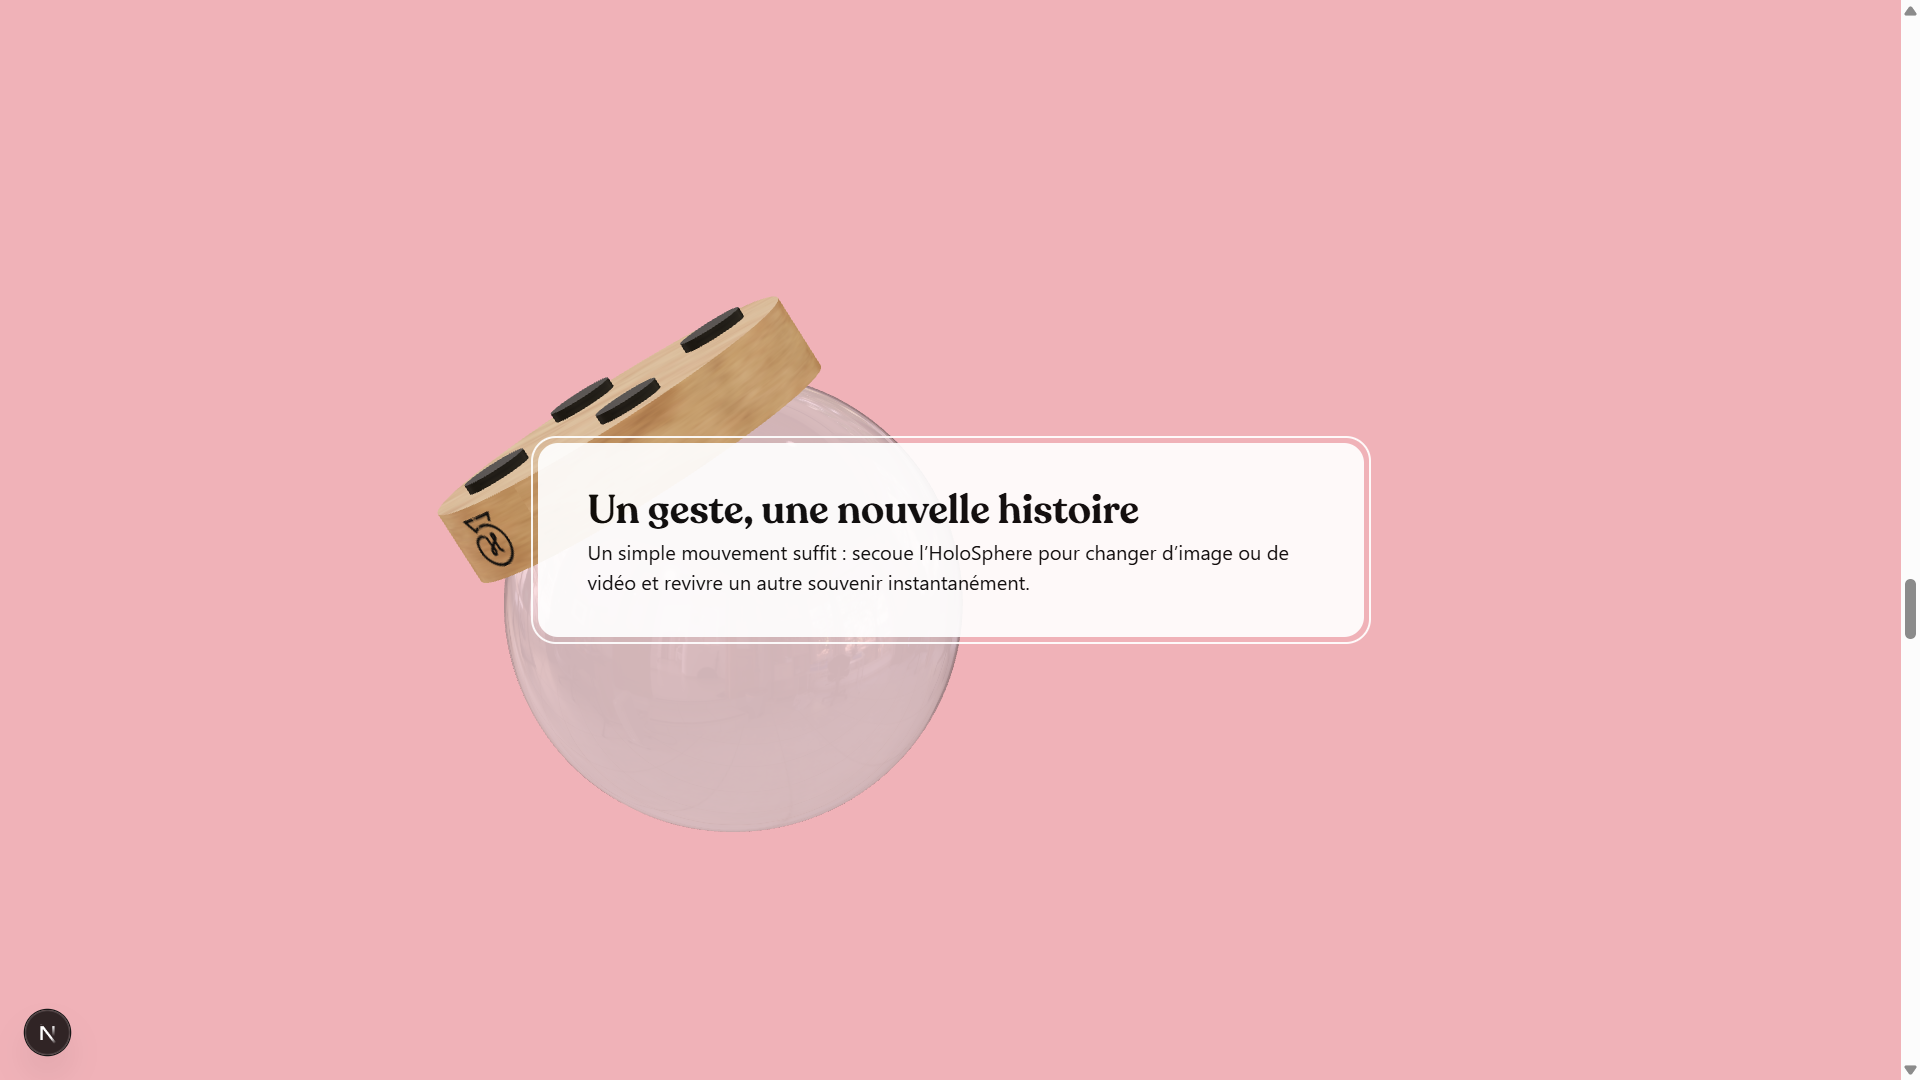 Un geste, une nouvelle histoire
Un simple mouvement suffit : secoue l’HoloSphere pour changer d’image ou de
vidéo et revivre un autre souvenir instantanément.
N